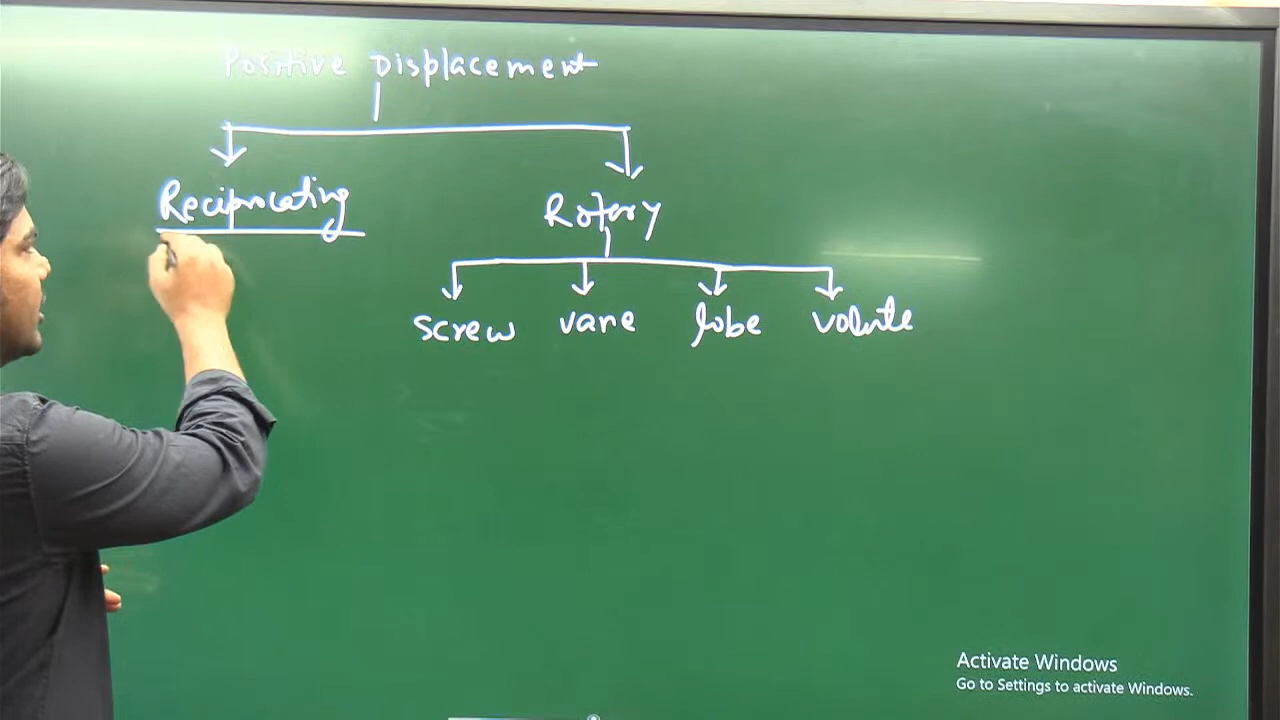 Positive Displacement
Reciprocating
Rotary
screw vane lobe volute
Activate Windows
Go to Settings to activate Windows.